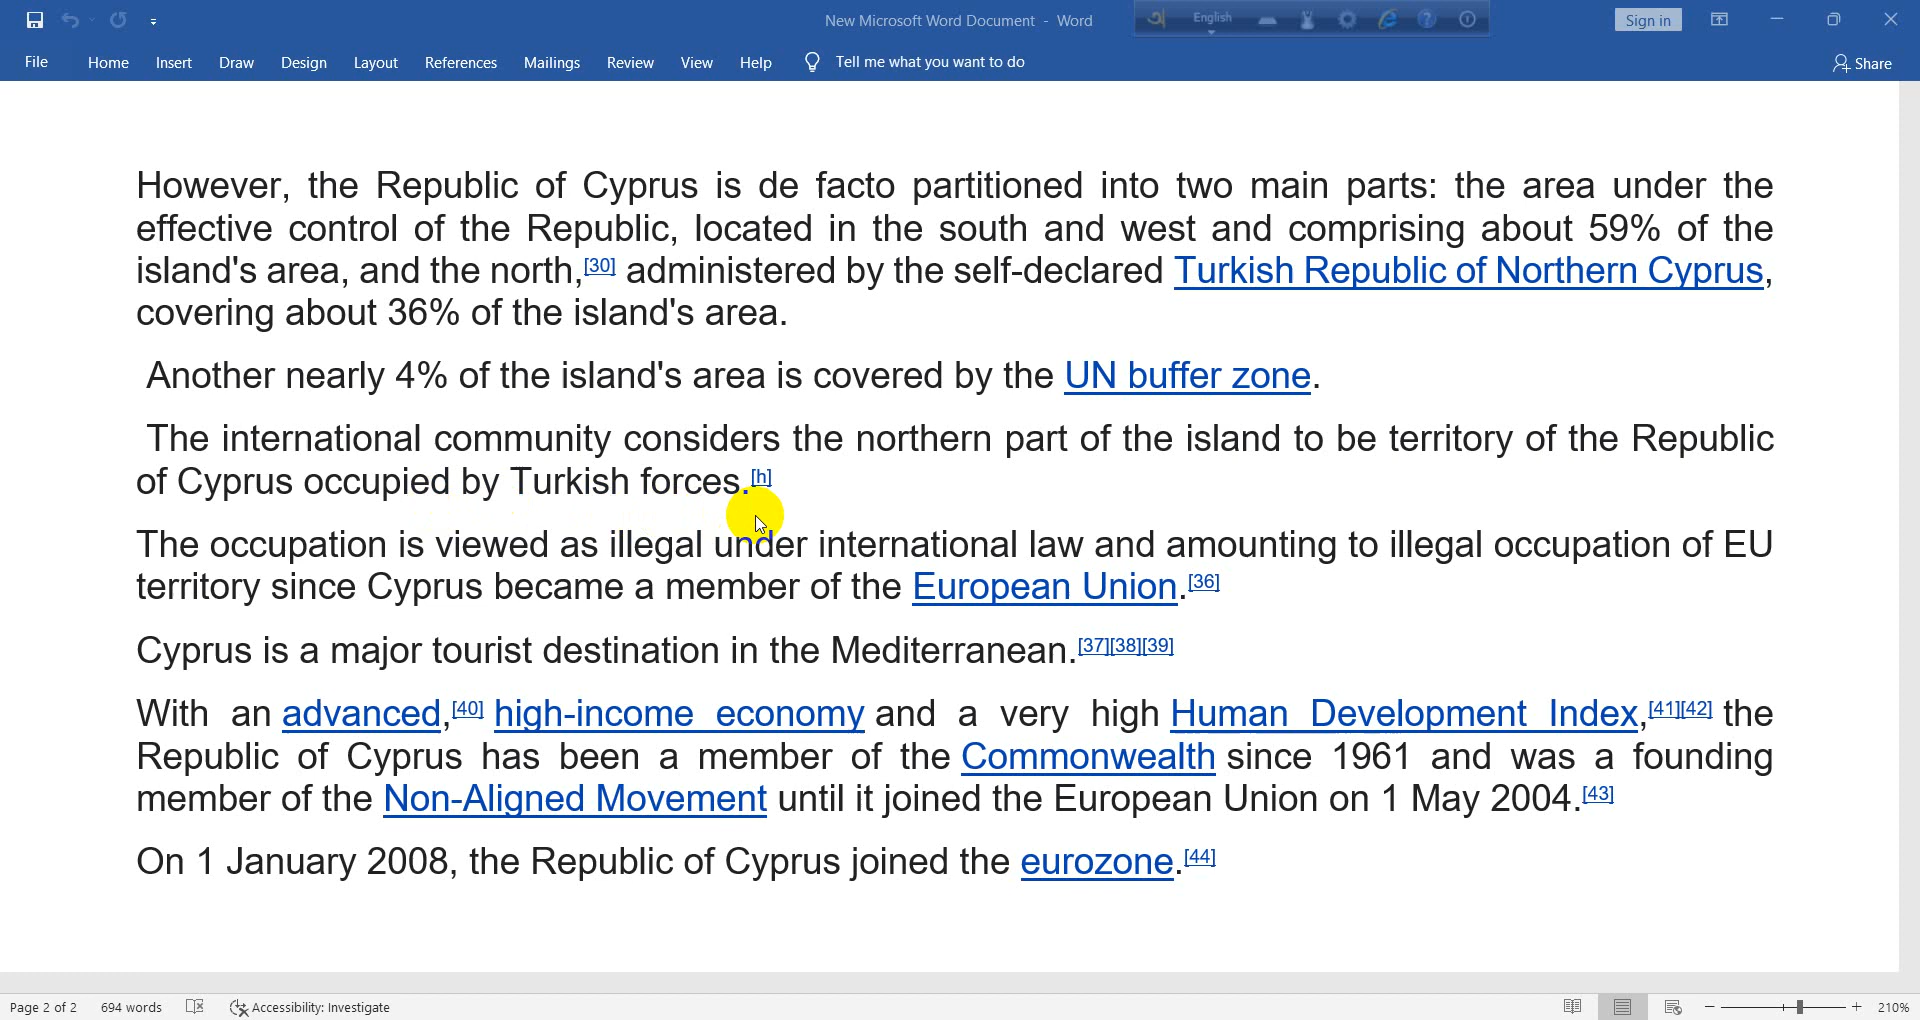 New Microsoft Word Document - Word
অ English
Sign in
File Home Insert Draw Design Layout References Mailings Review View Help Tell me what you want to do Share
However, the Republic of Cyprus is de facto partitioned into two main parts: the area under the
effective control of the Republic, located in the south and west and comprising about 59% of the
island's area, and the north,[30] administered by the self-declared Turkish Republic of Northern Cyprus,
covering about 36% of the island's area.
Another nearly 4% of the island's area is covered by the UN buffer zone.
The international community considers the northern part of the island to be territory of the Republic
of Cyprus occupied by Turkish forces.[h]
The occupation is viewed as illegal under international law and amounting to illegal occupation of EU
territory since Cyprus became a member of the European Union.[36]
Cyprus is a major tourist destination in the Mediterranean.[37][38][39]
With an advanced,[40] high-income economy and a very high Human Development Index,[41][42] the
Republic of Cyprus has been a member of the Commonwealth since 1961 and was a founding
member of the Non-Aligned Movement until it joined the European Union on 1 May 2004.[43]
On 1 January 2008, the Republic of Cyprus joined the eurozone.[44]
Page 2 of 2 694 words Accessibility: Investigate 210%